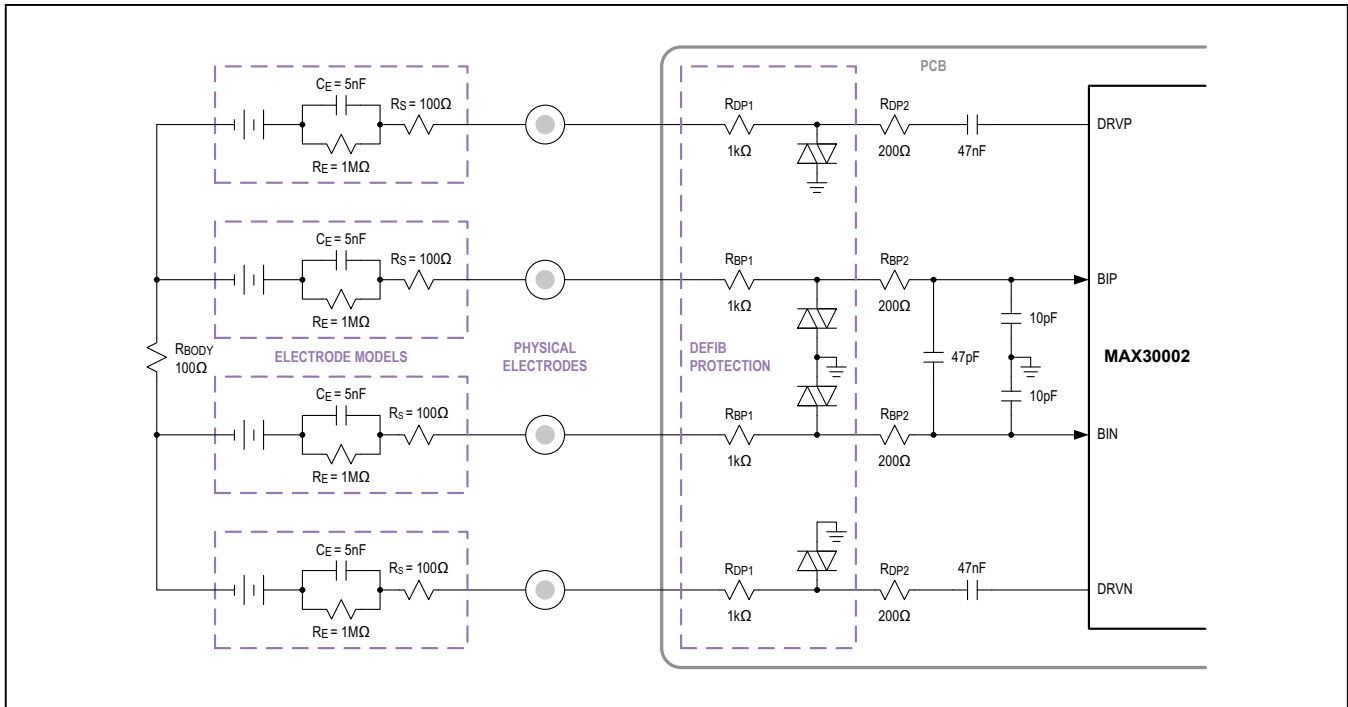 PCB
CE = 5nF
RS = 100Ω
RE = 1MΩ
RDP1
1kΩ
RDP2
200Ω
47nF
DRVP
CE = 5nF
RS = 100Ω
RE = 1MΩ
RBP1
1kΩ
RBP2
200Ω
BIP
10pF
RBODY
100Ω
ELECTRODE MODELS
PHYSICAL
ELECTRODES
DEFIB
PROTECTION
47pF
MAX30002
10pF
CE = 5nF
RS = 100Ω
RE = 1MΩ
RBP1
1kΩ
RBP2
200Ω
BIN
CE = 5nF
RS = 100Ω
RE = 1MΩ
RDP1
1kΩ
RDP2
200Ω
47nF
DRVN